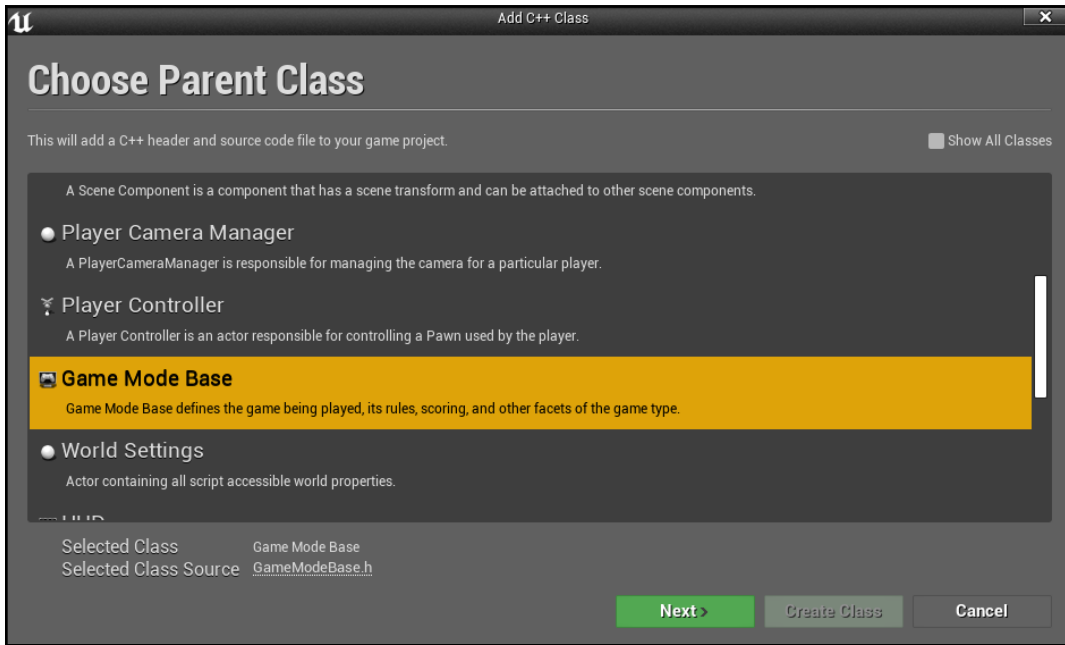 Add C++ Class
Choose Parent Class
This will add a C++ header and source code file to your game project.
Show All Classes
A Scene Component is a component that has a scene transform and can be attached to other scene components.
Player Camera Manager
A PlayerCameraManager is responsible for managing the camera for a particular player.
Player Controller
A Player Controller is an actor responsible for controlling a Pawn used by the player.
Game Mode Base
Game Mode Base defines the game being played, its rules, scoring, and other facets of the game type.
World Settings
Actor containing all script accessible world properties.
HUD
Selected Class Game Mode Base
Selected Class Source GameModeBase.h
Next> Create Class Cancel